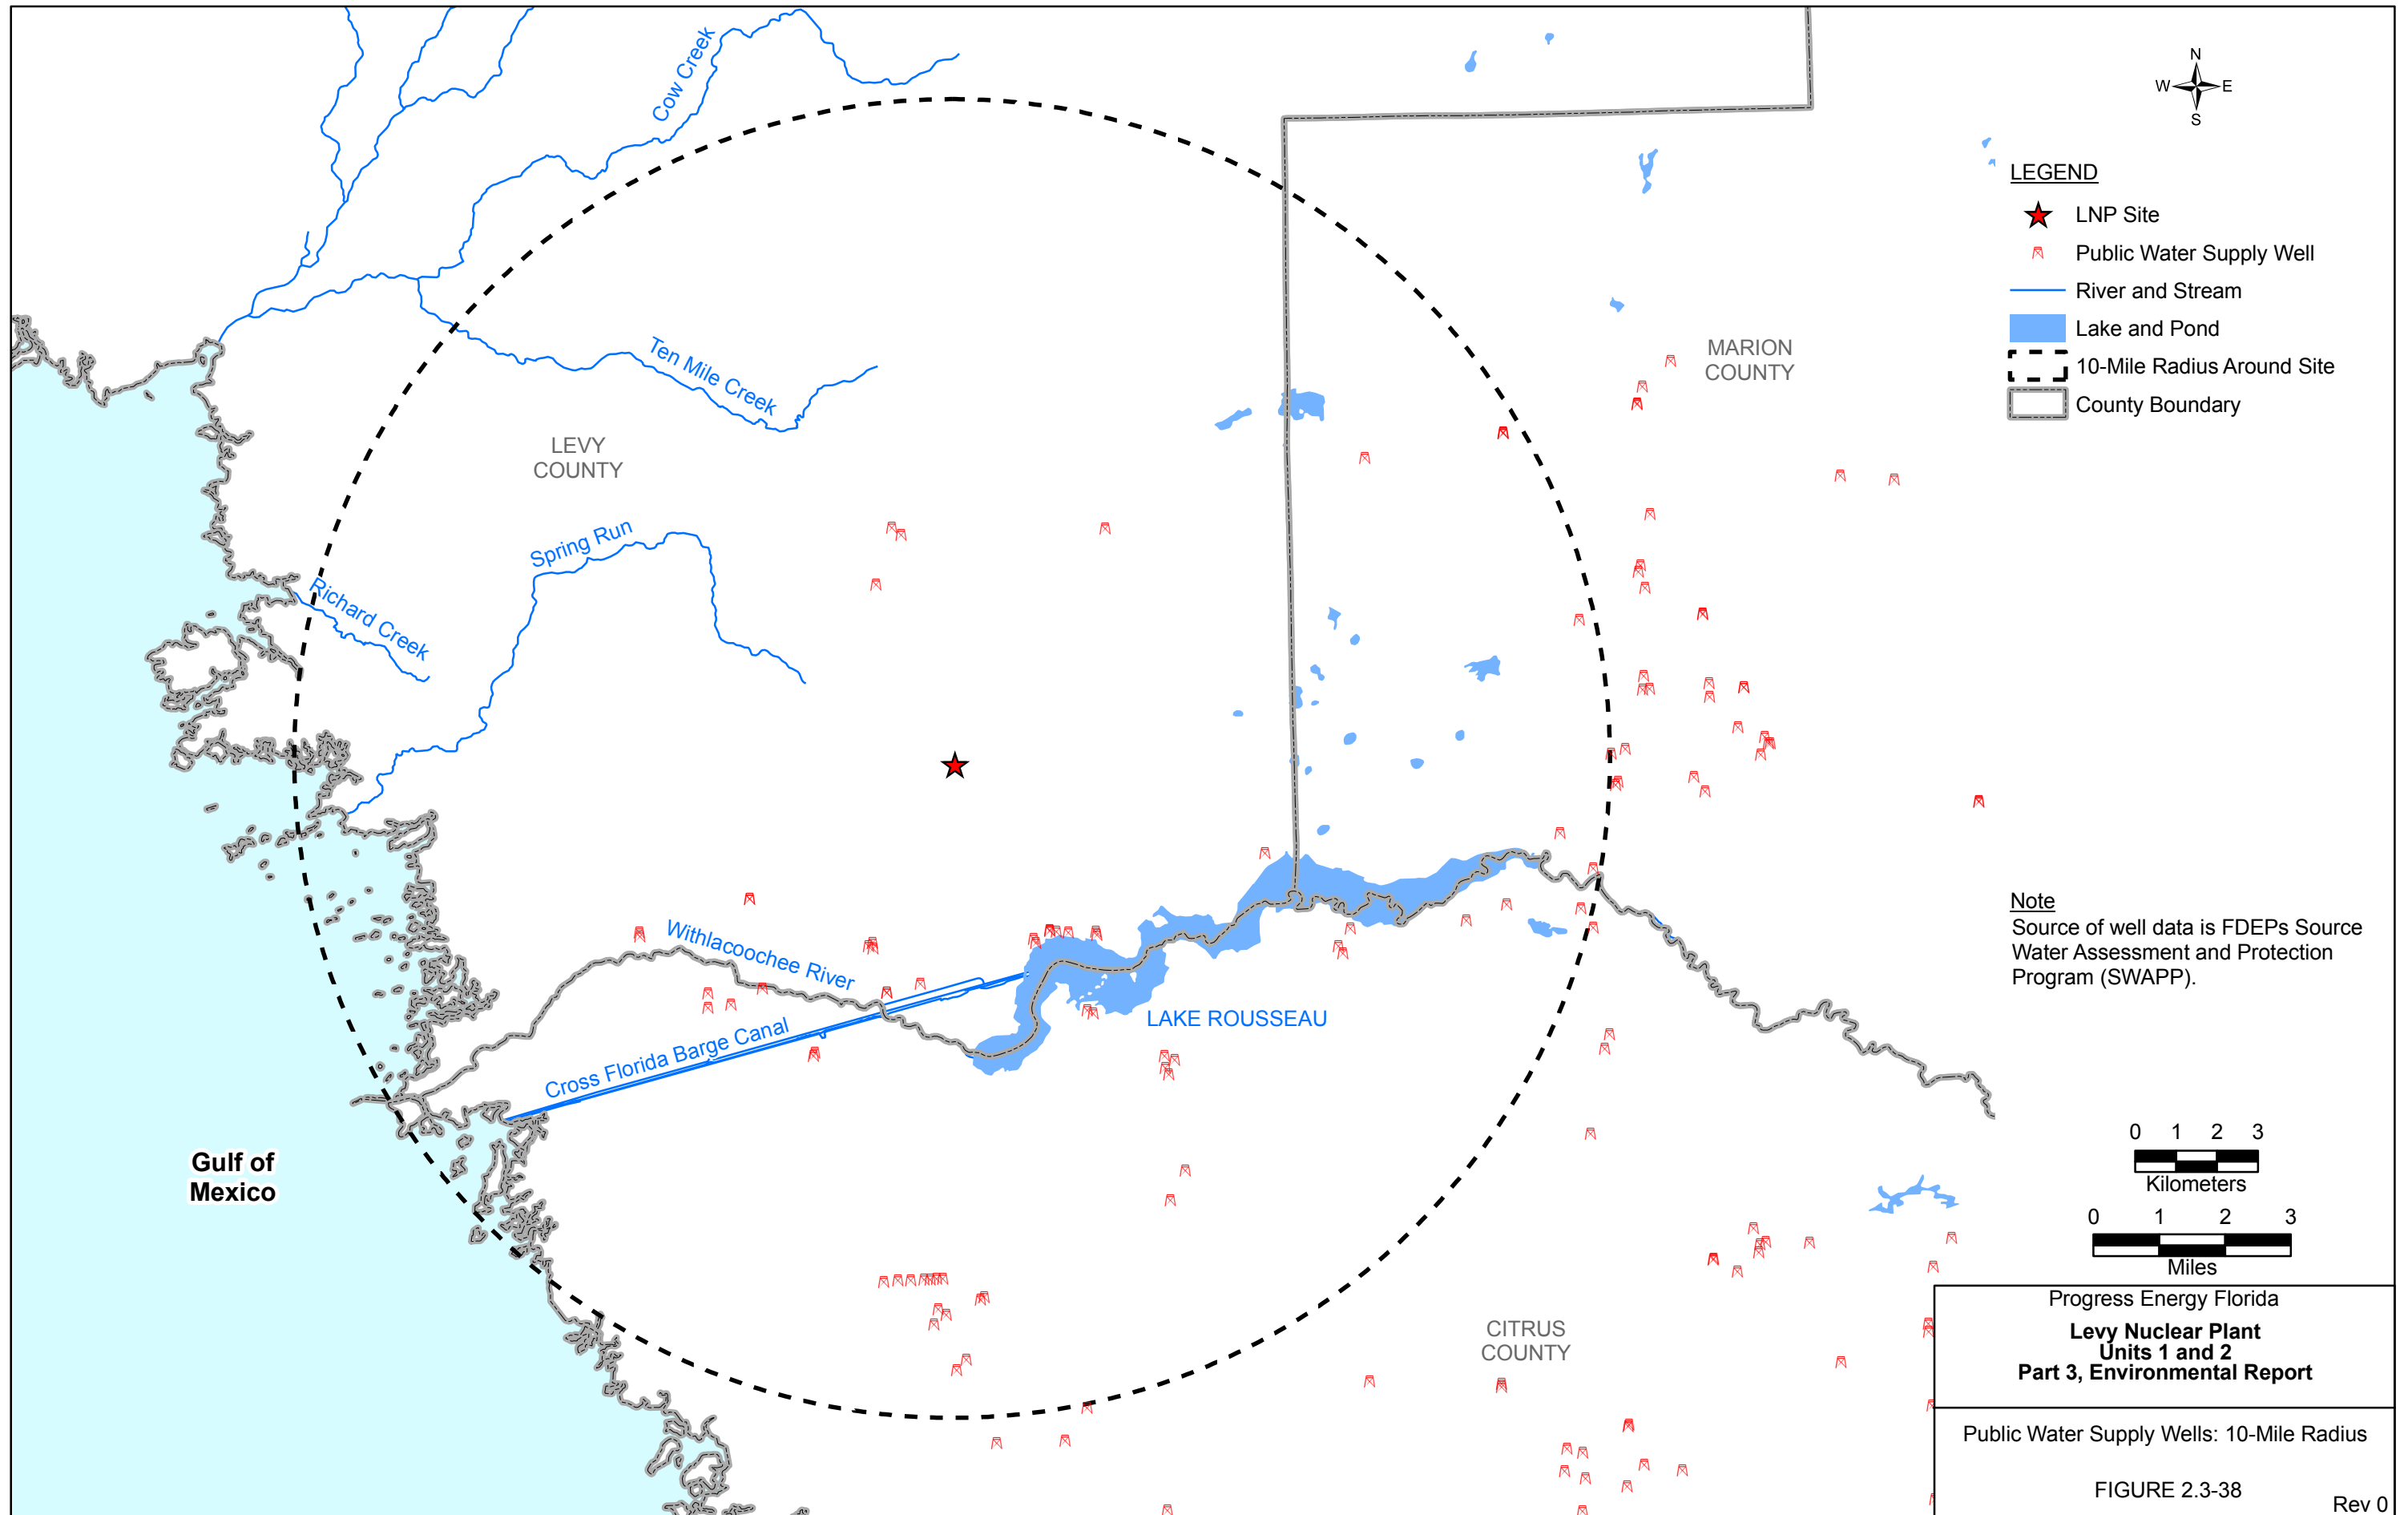 Cow Creek
N
W
E
S
LEGEND
LNP Site
Public Water Supply Well
River and Stream
Lake and Pond
10-Mile Radius Around Site
County Boundary
MARION
COUNTY
Ten Mile Creek
LEVY
COUNTY
Spring Run
Richard Creek
Note
Source of well data is FDEPs Source
Water Assessment and Protection
Program (SWAPP).
Withlacoochee River
LAKE ROUSSEAU
Cross Florida Barge Canal
Gulf of
Mexico
0 1 2 3
Kilometers
0 1 2 3
Miles
CITRUS
COUNTY
Progress Energy Florida
Levy Nuclear Plant
Units 1 and 2
Part 3, Environmental Report
Public Water Supply Wells: 10-Mile Radius
FIGURE 2.3-38
Rev 0